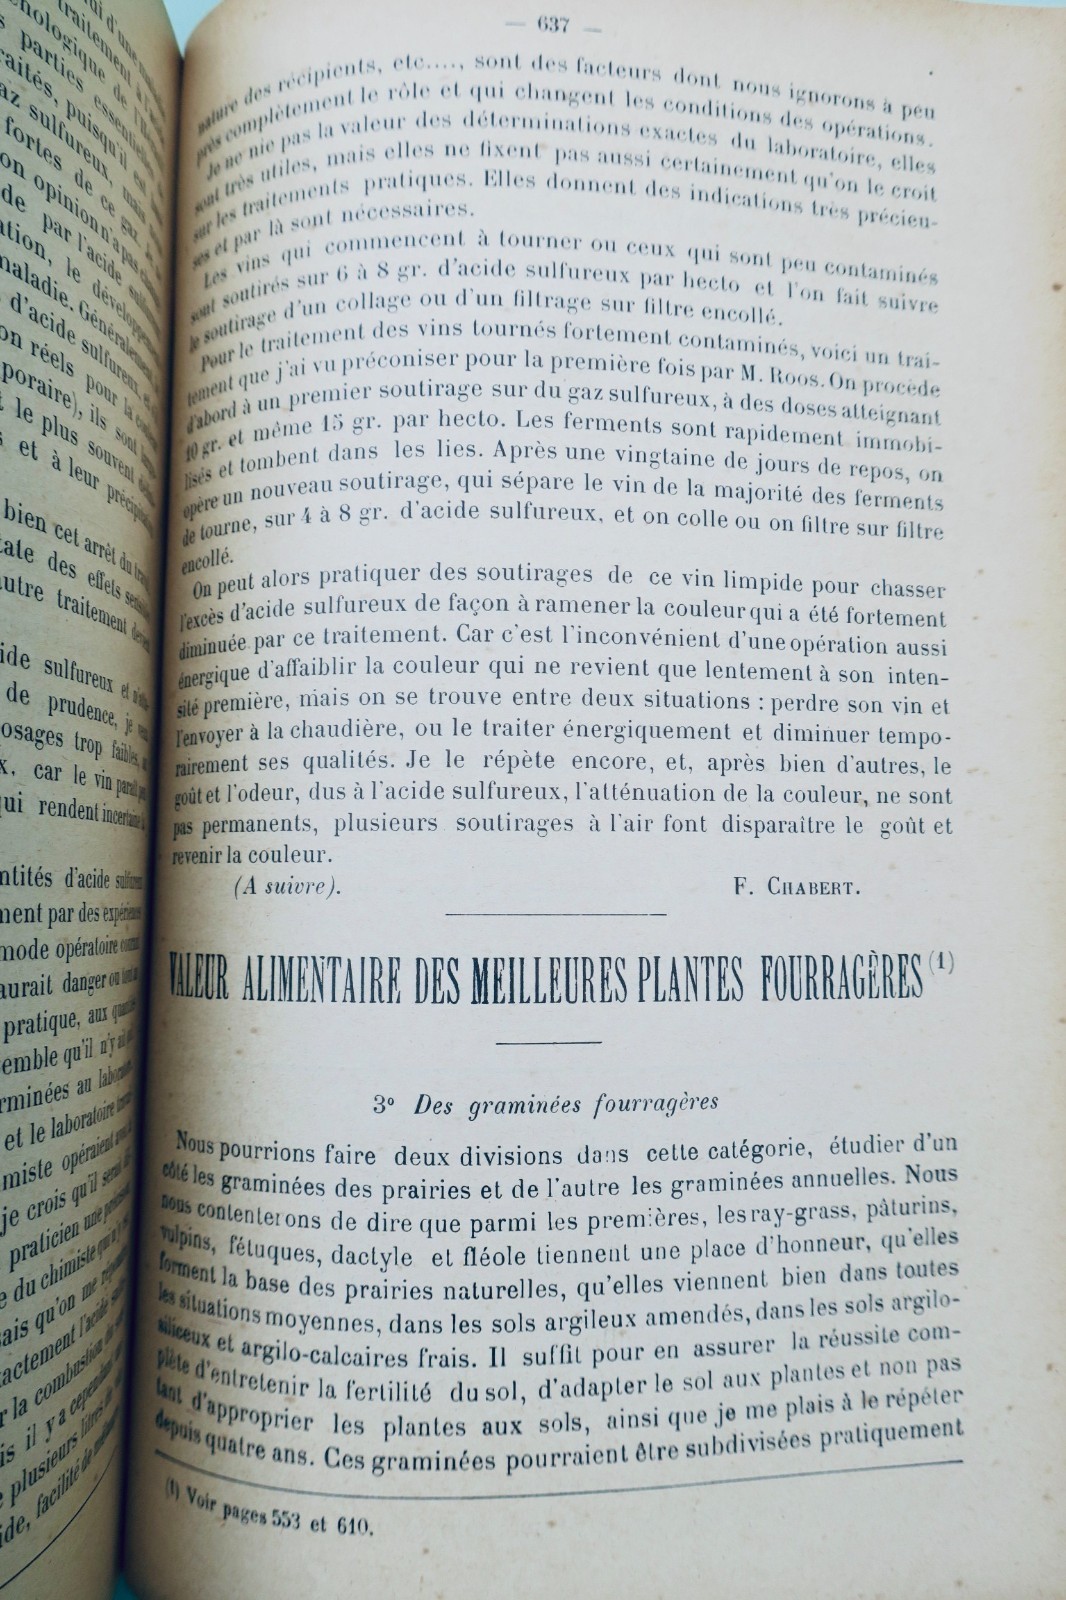 — 637 —
nature des récipients, etc...., sont des facteurs dont nous ignorons à peu
près complètement le rôle et qui changent les conditions des opérations.
Je ne nie pas la valeur des déterminations exactes du laboratoire, elles
sont très utiles, mais elles ne fixent pas aussi certainement qu'on le croit
sur les traitements pratiques. Elles donnent des indications très précieu-
ses et par là sont nécessaires.
Les vins qui commencent à tourner ou ceux qui sont peu contaminés
sont soutirés sur 6 à 8 gr. d'acide sulfureux par hecto et l'on fait suivre
le soutirage d'un collage ou d'un filtrage sur filtre encollé.
Pour le traitement des vins tournés fortement contaminés, voici un trai-
tement que j'ai vu préconiser pour la première fois par M. Roos. On procède
d'abord à un premier soutirage sur du gaz sulfureux, à des doses atteignant
10 gr. et même 15 gr. par hecto. Les ferments sont rapidement immobi-
lisés et tombent dans les lies. Après une vingtaine de jours de repos, on
opère un nouveau soutirage, qui sépare le vin de la majorité des ferments
de tourne, sur 4 à 8 gr. d'acide sulfureux, et on colle ou on filtre sur filtre
encollé.
On peut alors pratiquer des soutirages de ce vin limpide pour chasser
l'excès d'acide sulfureux de façon à ramener la couleur qui a été fortement
diminuée par ce traitement. Car c'est l'inconvénient d'une opération aussi
énergique d'affaiblir la couleur qui ne revient que lentement à son inten-
sité première, mais on se trouve entre deux situations : perdre son vin et
l'envoyer à la chaudière, ou le traiter énergiquement et diminuer tempo-
rairement ses qualités. Je le répète encore, et, après bien d'autres, le
goût et l'odeur, dus à l'acide sulfureux, l'atténuation de la couleur, ne sont
pas permanents, plusieurs soutirages à l'air font disparaître le goût et
revenir la couleur.
(A suivre). F. CHABERT.
VALEUR ALIMENTAIRE DES MEILLEURES PLANTES FOURRAGÈRES (1)
3° Des graminées fourragères
Nous pourrions faire deux divisions dans cette catégorie, étudier d'un
côté les graminées des prairies et de l'autre les graminées annuelles. Nous
nous contenterons de dire que parmi les premières, les ray-grass, pâturins,
vulpins, fétuques, dactyle et fléole tiennent une place d'honneur, qu'elles
forment la base des prairies naturelles, qu'elles viennent bien dans toutes
les situations moyennes, dans les sols argileux amendés, dans les sols argilo-
siliceux et argilo-calcaires frais. Il suffit pour en assurer la réussite com-
plète d'entretenir la fertilité du sol, d'adapter le sol aux plantes et non pas
tant d'approprier les plantes aux sols, ainsi que je me plais à le répéter
depuis quatre ans. Ces graminées pourraient être subdivisées pratiquement
(1) Voir pages 553 et 610.